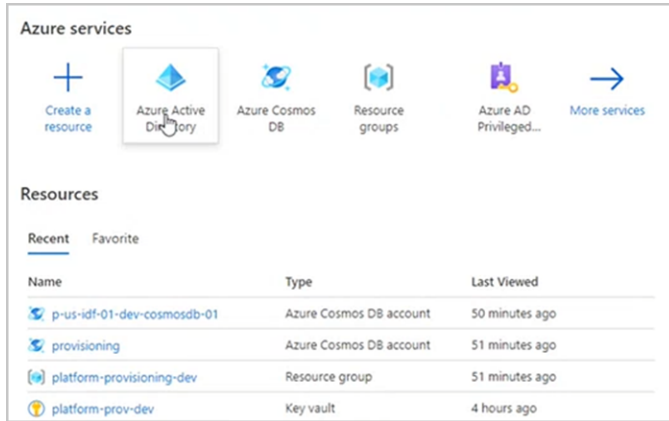 Azure services
Create a resource
Azure Active Directory
Azure Cosmos DB
Resource groups
Azure AD Privileged...
More services
Resources
Recent Favorite
Name Type Last Viewed
p-us-idf-01-dev-cosmosdb-01 Azure Cosmos DB account 50 minutes ago
provisioning Azure Cosmos DB account 51 minutes ago
platform-provisioning-dev Resource group 51 minutes ago
platform-prov-dev Key vault 4 hours ago